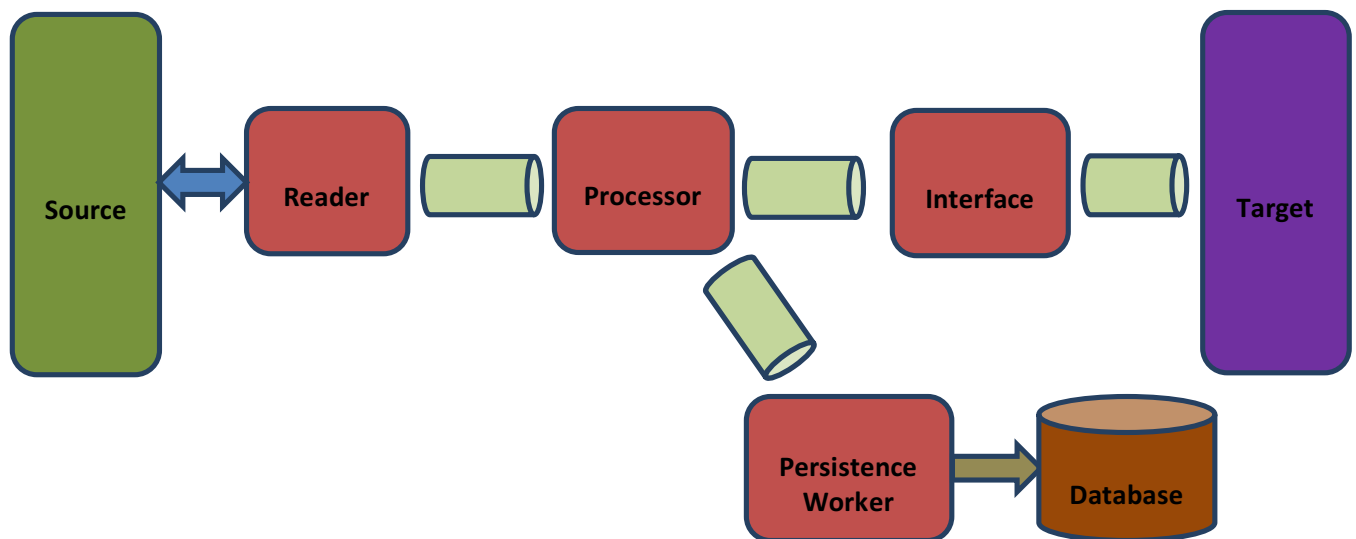 Source
Reader
Processor
Interface
Target
Persistence
Worker
Database